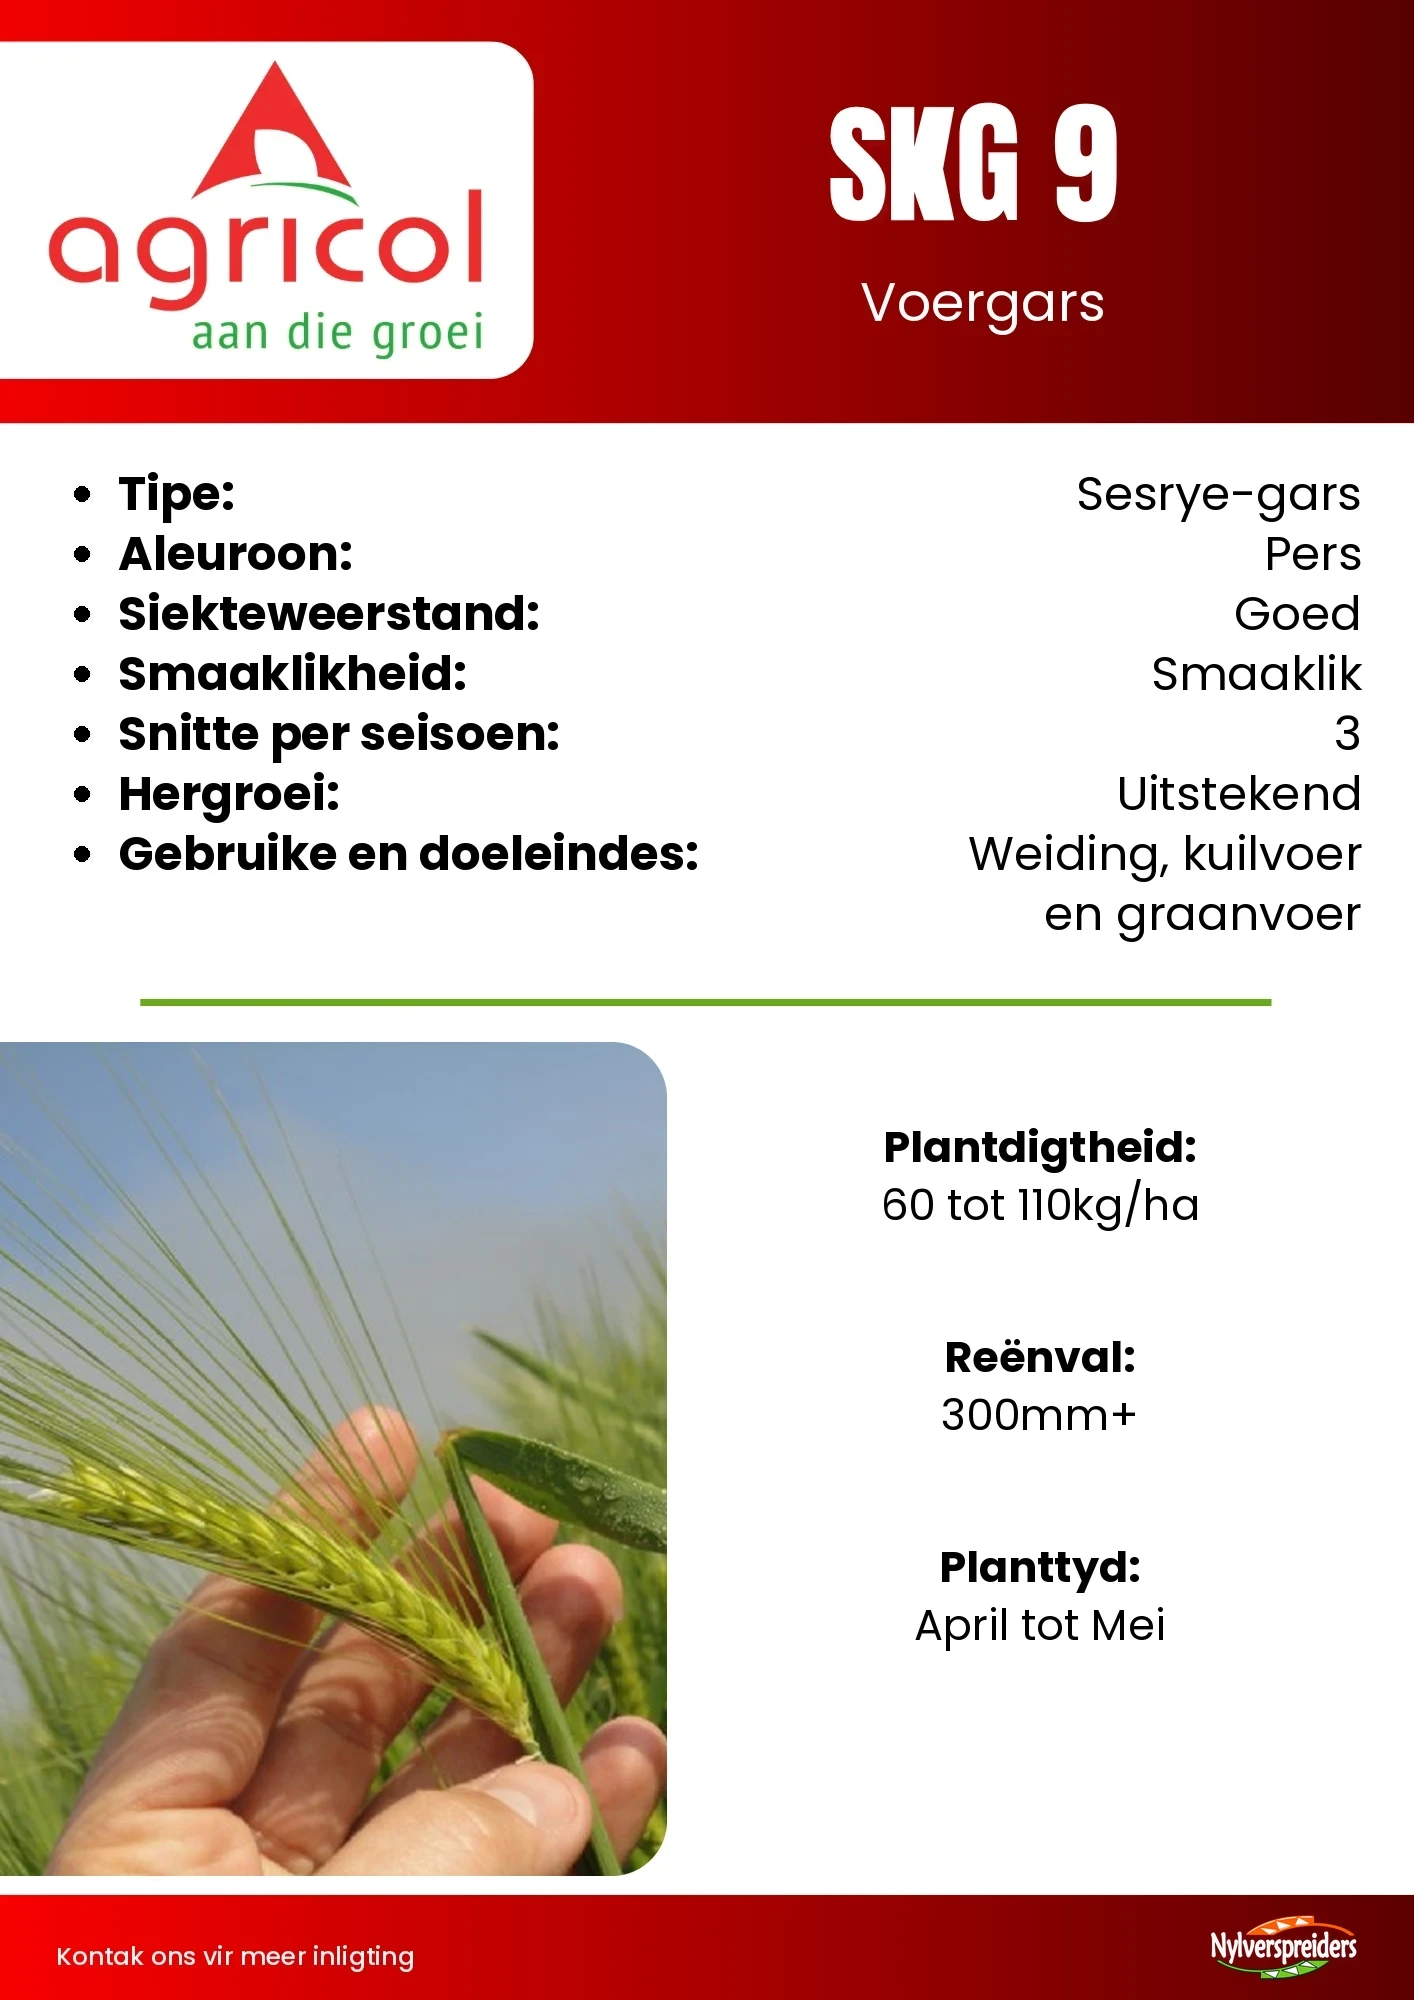 agricol
aan die groei
SKG 9
Voergars
• Tipe: Sesrye-gars
• Aleuroon: Pers
• Siekteweerstand: Goed
• Smaaklikheid: Smaaklik
• Snitte per seisoen: 3
• Hergroei: Uitstekend
• Gebruike en doeleindes: Weiding, kuilvoer
en graanvoer
Plantdigtheid:
60 tot 110kg/ha
Reënval:
300mm+
Planttyd:
April tot Mei
Kontak ons vir meer inligting
Nylverspreiders